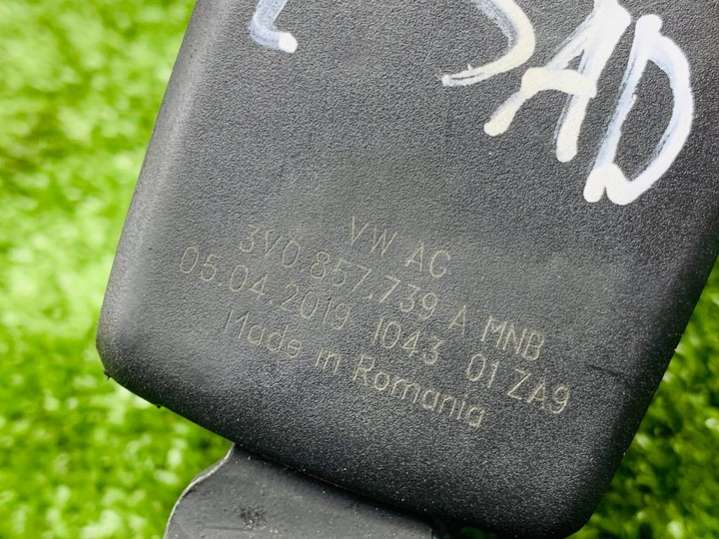 SAD
VW AG
3V0 857.739 A MNB
05.04.2019 1043 01 ZA9
Made in Romania